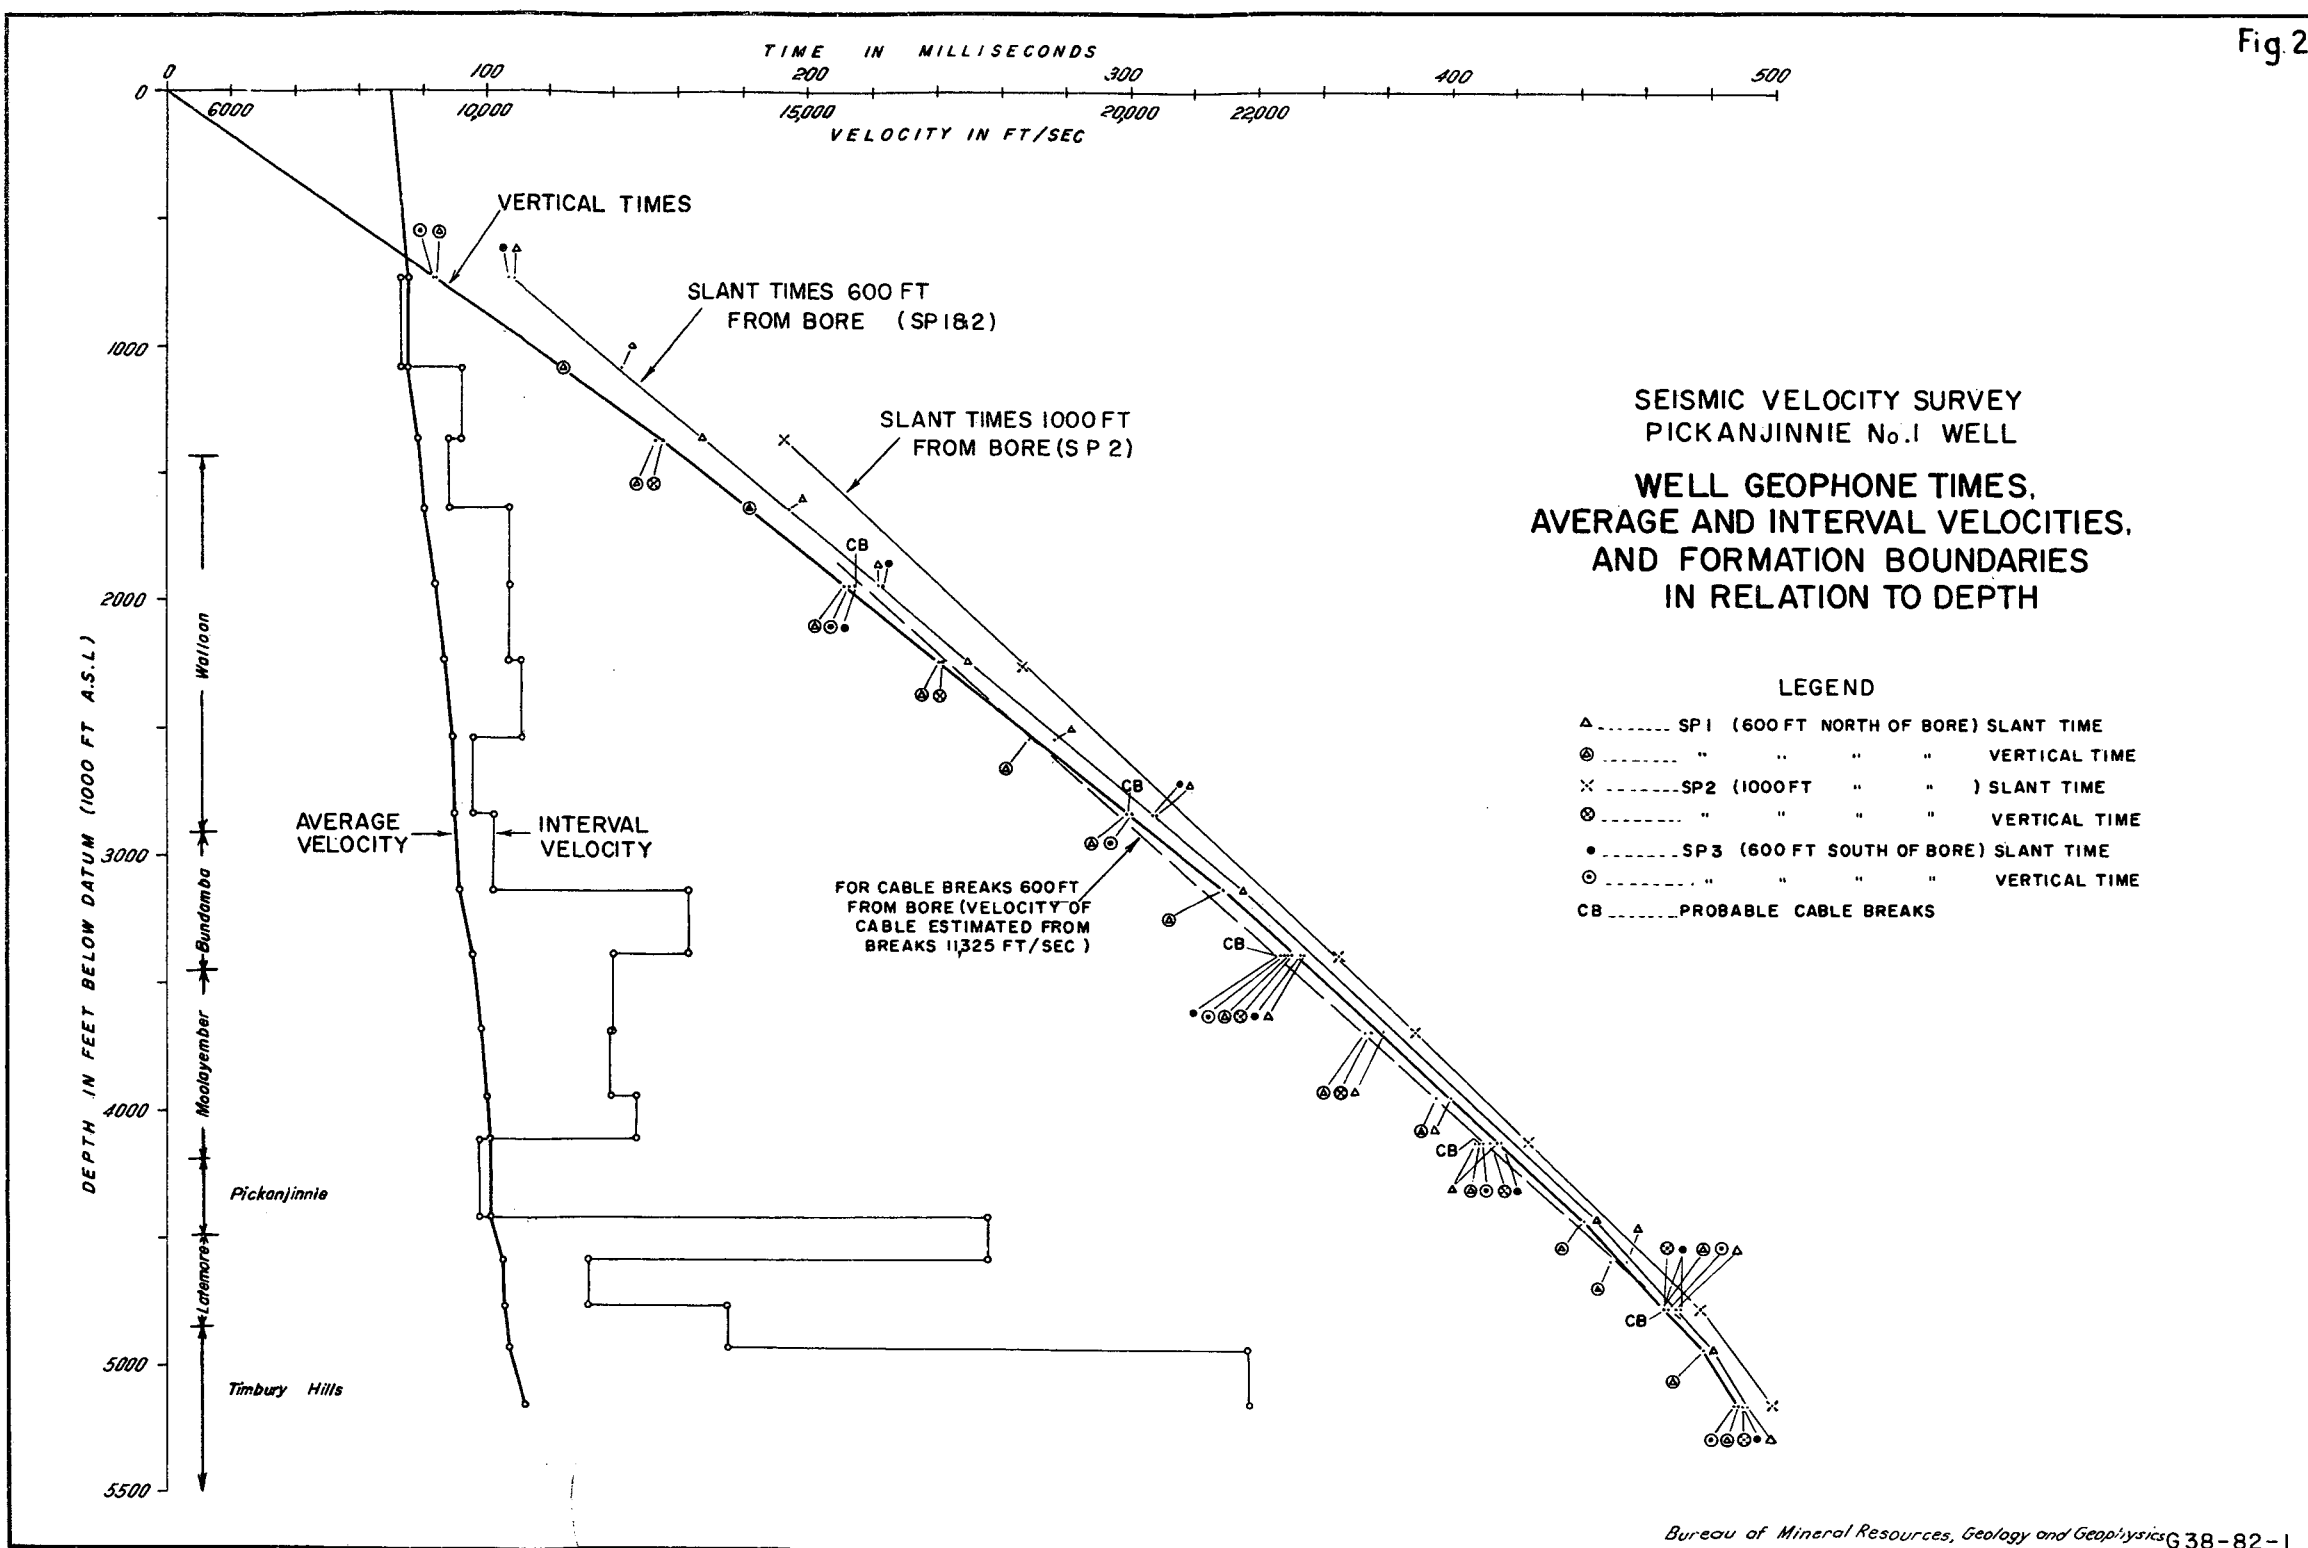 Fig. 2
TIME IN MILLISECONDS
0 100 200 300 400 500
0
6000 10,000 15,000 20,000 22,000
VELOCITY IN FT/SEC
VERTICAL TIMES
SLANT TIMES 600 FT
FROM BORE (SP 1&2)
SLANT TIMES 1000 FT
FROM BORE (SP 2)
SEISMIC VELOCITY SURVEY
PICKANJINNIE No.1 WELL
WELL GEOPHONE TIMES,
AVERAGE AND INTERVAL VELOCITIES,
AND FORMATION BOUNDARIES
IN RELATION TO DEPTH
LEGEND
SP1 (600 FT NORTH OF BORE) SLANT TIME
" " " " VERTICAL TIME
SP2 (1000 FT " " ) SLANT TIME
" " " " VERTICAL TIME
SP3 (600 FT SOUTH OF BORE) SLANT TIME
" " " " VERTICAL TIME
CB PROBABLE CABLE BREAKS
CB
CB
CB
CB
CB
AVERAGE
VELOCITY
INTERVAL
VELOCITY
FOR CABLE BREAKS 600 FT
FROM BORE (VELOCITY OF
CABLE ESTIMATED FROM
BREAKS 11,325 FT/SEC)
DEPTH IN FEET BELOW DATUM (1000 FT A.S.L.)
1000
2000
3000
4000
5000
5500
Walloon
Bundamba
Moolayember
Pickanjinnie
Latemore
Timbury Hills
Bureau of Mineral Resources, Geology and Geophysics G38-82-1